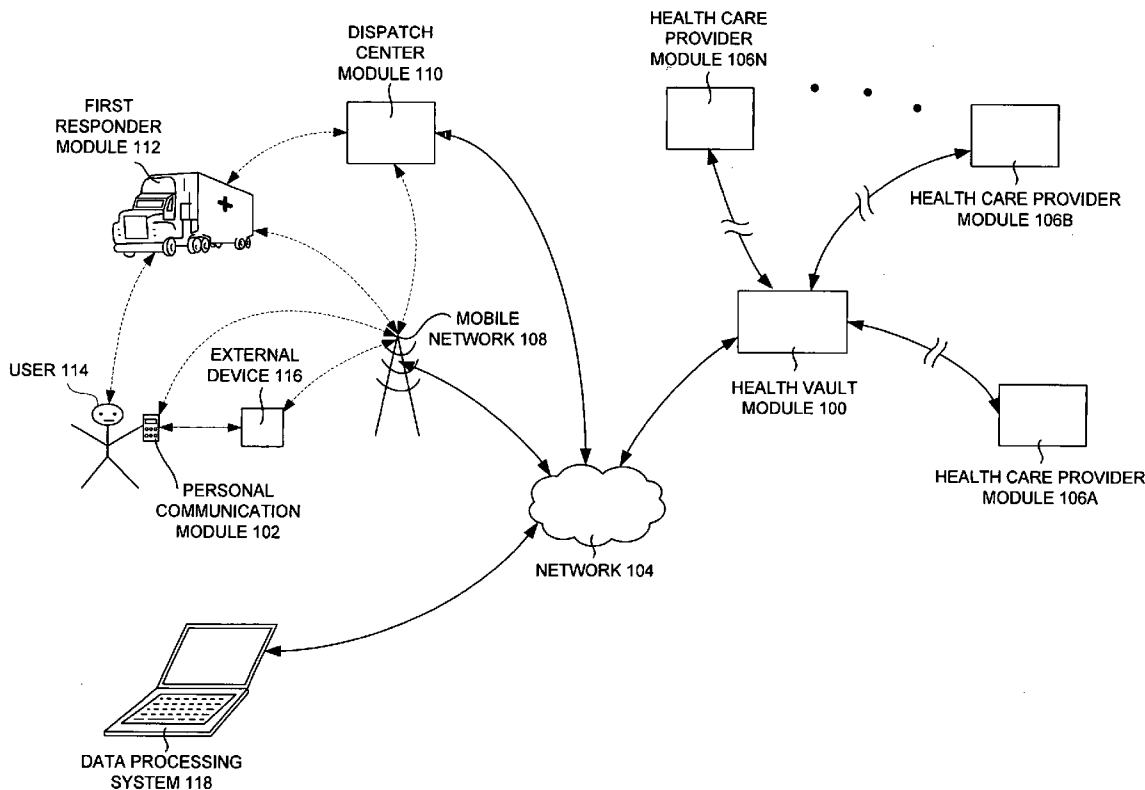 HEALTH CARE
PROVIDER
MODULE 106N
DISPATCH
CENTER
MODULE 110
FIRST
RESPONDER
MODULE 112
HEALTH CARE PROVIDER
MODULE 106B
MOBILE
NETWORK 108
EXTERNAL
DEVICE 116
USER 114
HEALTH VAULT
MODULE 100
PERSONAL
COMMUNICATION
MODULE 102
HEALTH CARE PROVIDER
MODULE 106A
NETWORK 104
DATA PROCESSING
SYSTEM 118